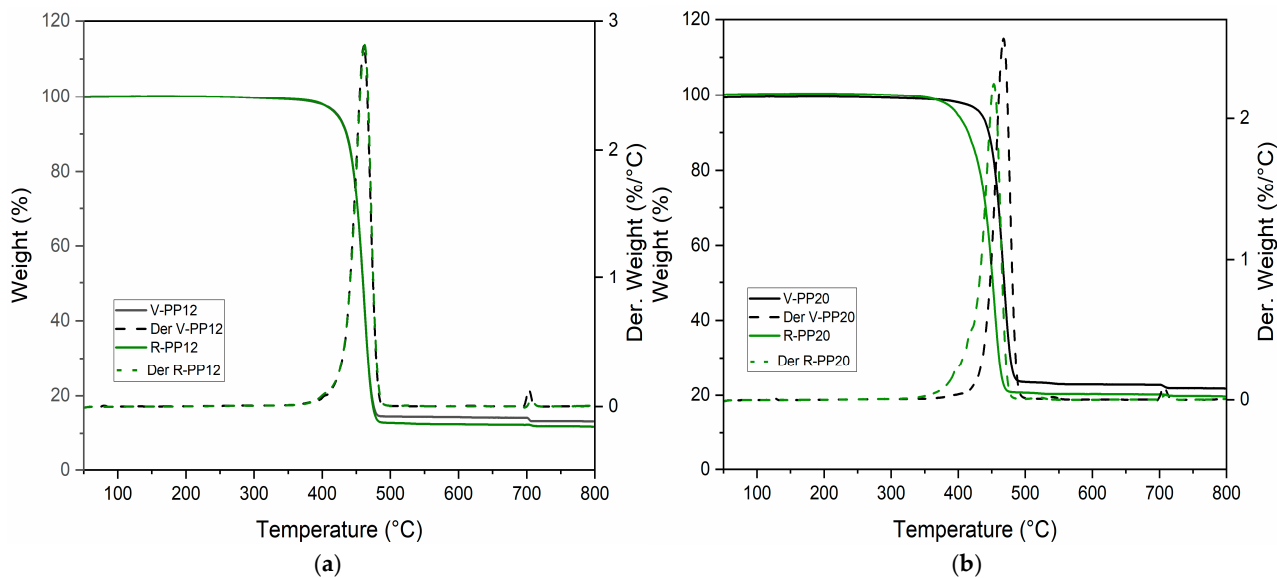 120
100
80
60
40
20
0
Weight (%)
3
2
1
0
Der. Weight (%/°C)
V-PP12
Der V-PP12
R-PP12
Der R-PP12
100 200 300 400 500 600 700 800
Temperature (°C)
(a)
120
100
80
60
40
20
0
Weight (%)
2
1
0
Der. Weight (%/°C)
V-PP20
Der V-PP20
R-PP20
Der R-PP20
100 200 300 400 500 600 700 800
Temperature (°C)
(b)